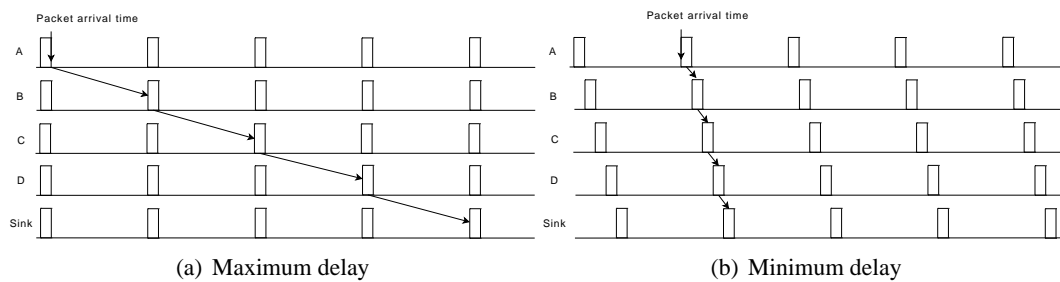 Packet arrival time
A
B
C
D
Sink
(a) Maximum delay
Packet arrival time
A
B
C
D
Sink
(b) Minimum delay